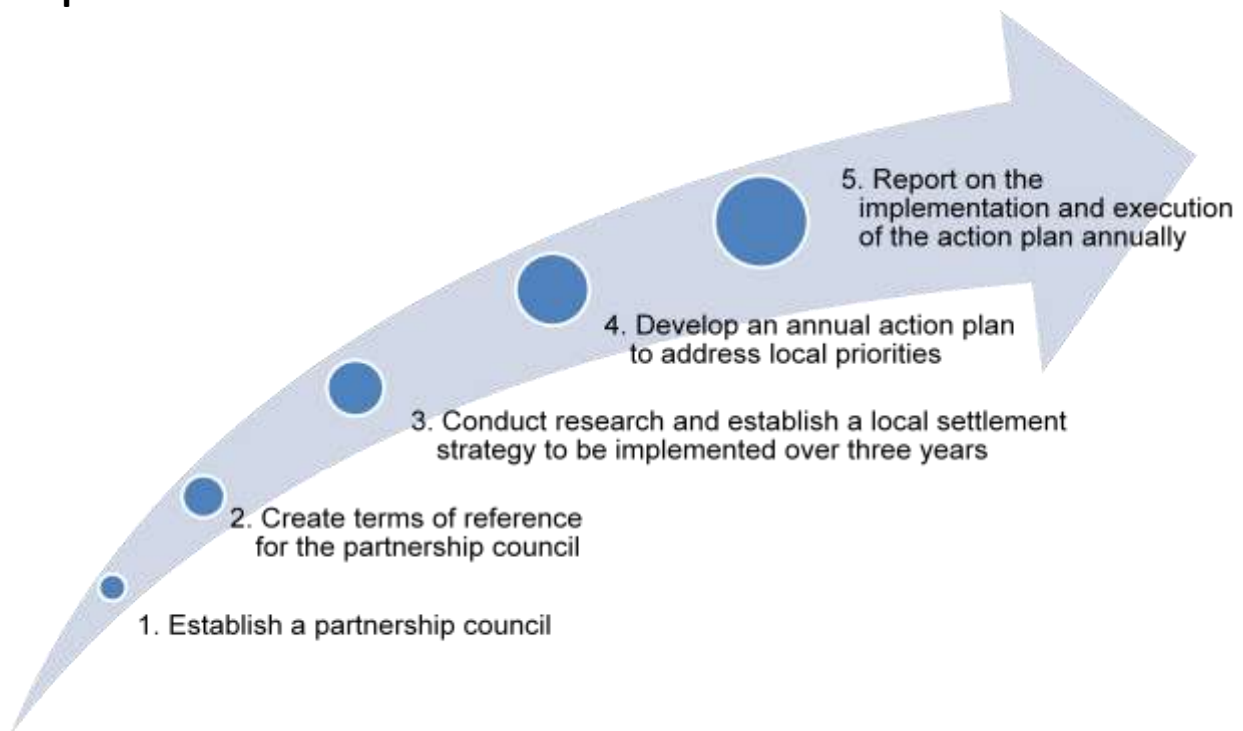 1. Establish a partnership council
2. Create terms of reference
for the partnership council
3. Conduct research and establish a local settlement
strategy to be implemented over three years
4. Develop an annual action plan
to address local priorities
5. Report on the
implementation and execution
of the action plan annually